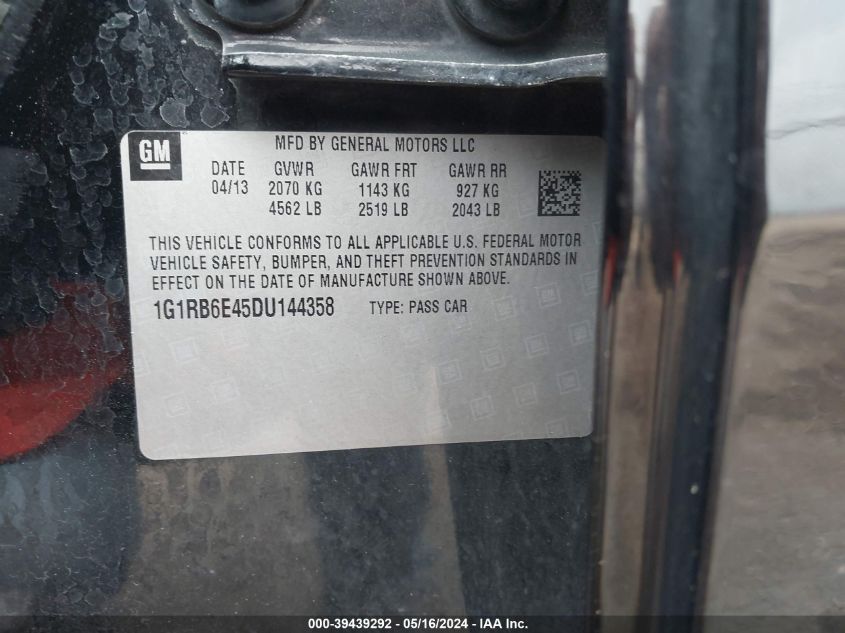 GM
MFD BY GENERAL MOTORS LLC
DATE GVWR GAWR FRT GAWR RR
04/13 2070 KG 1143 KG 927 KG
4562 LB 2519 LB 2043 LB
THIS VEHICLE CONFORMS TO ALL APPLICABLE U.S. FEDERAL MOTOR
VEHICLE SAFETY, BUMPER, AND THEFT PREVENTION STANDARDS IN
EFFECT ON THE DATE OF MANUFACTURE SHOWN ABOVE.
1G1RB6E45DU144358 TYPE: PASS CAR
000-39439292 - 05/16/2024 - IAA Inc.